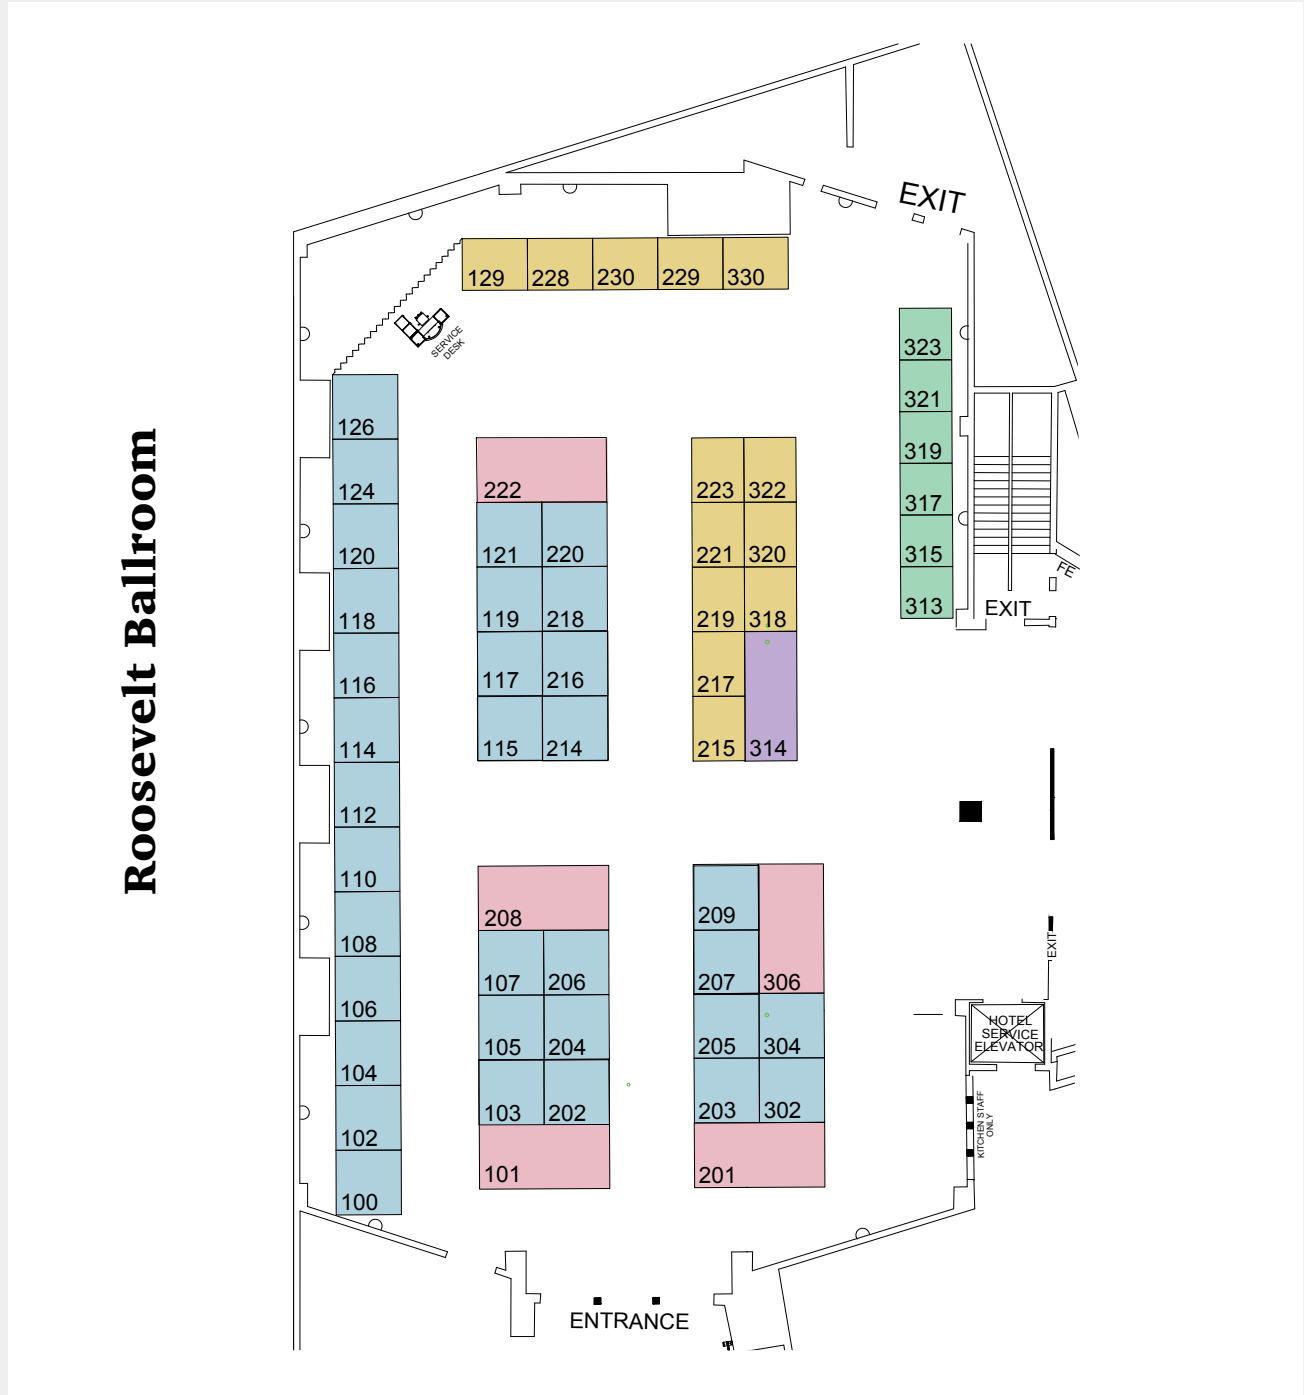 EXIT
129 228 230 229 330
SERVICE
DESK
323
321
319
317
315
313
EXIT
FE
126
124
120
118
116
114
112
110
108
106
104
102
100
222
121 220
119 218
117 216
115 214
223 322
221 320
219 318
217
215 314
Roosevelt Ballroom
208
107 206
105 204
103 202
101
209
207 306
205 304
203 302
201
EXIT
HOTEL
SERVICE
ELEVATOR
KITCHEN STAFF
ONLY
ENTRANCE